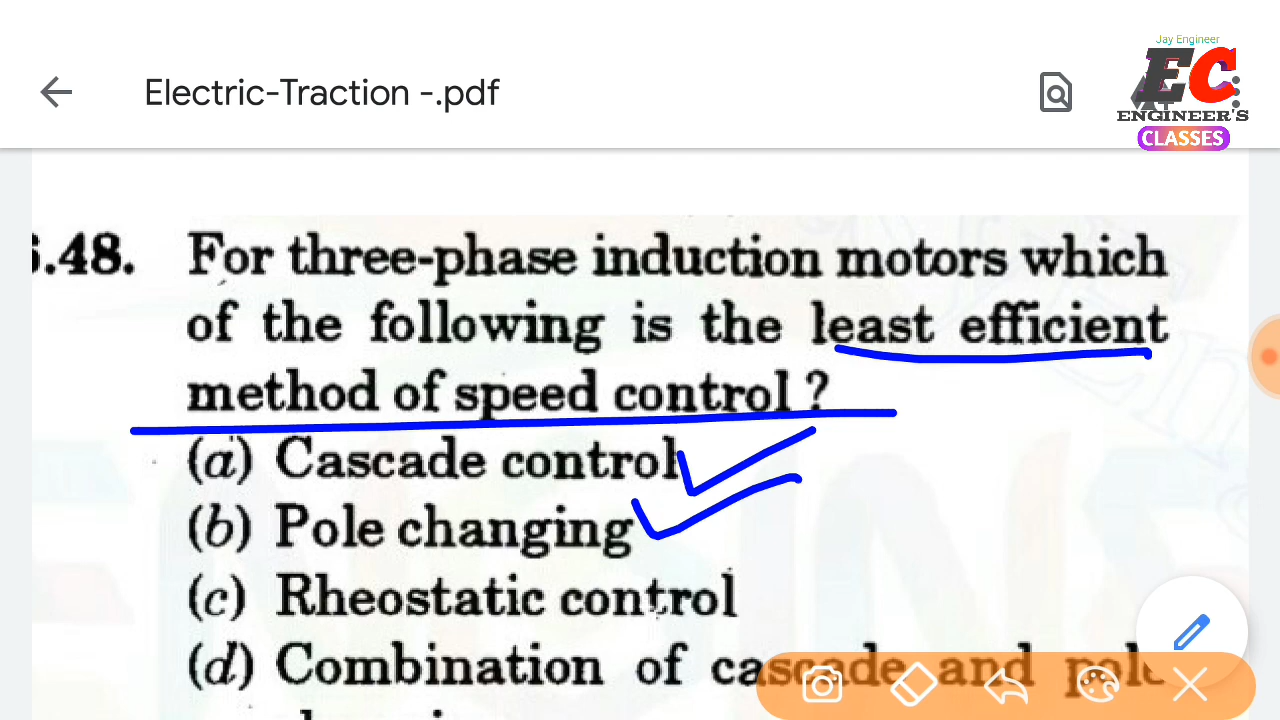 Jay Engineer
EC
ENGINEER'S
CLASSES
Electric-Traction -.pdf
.48. For three-phase induction motors which
of the following is the least efficient
method of speed control ?
(a) Cascade control
(b) Pole changing
(c) Rheostatic control
(d) Combination of cascade and pole